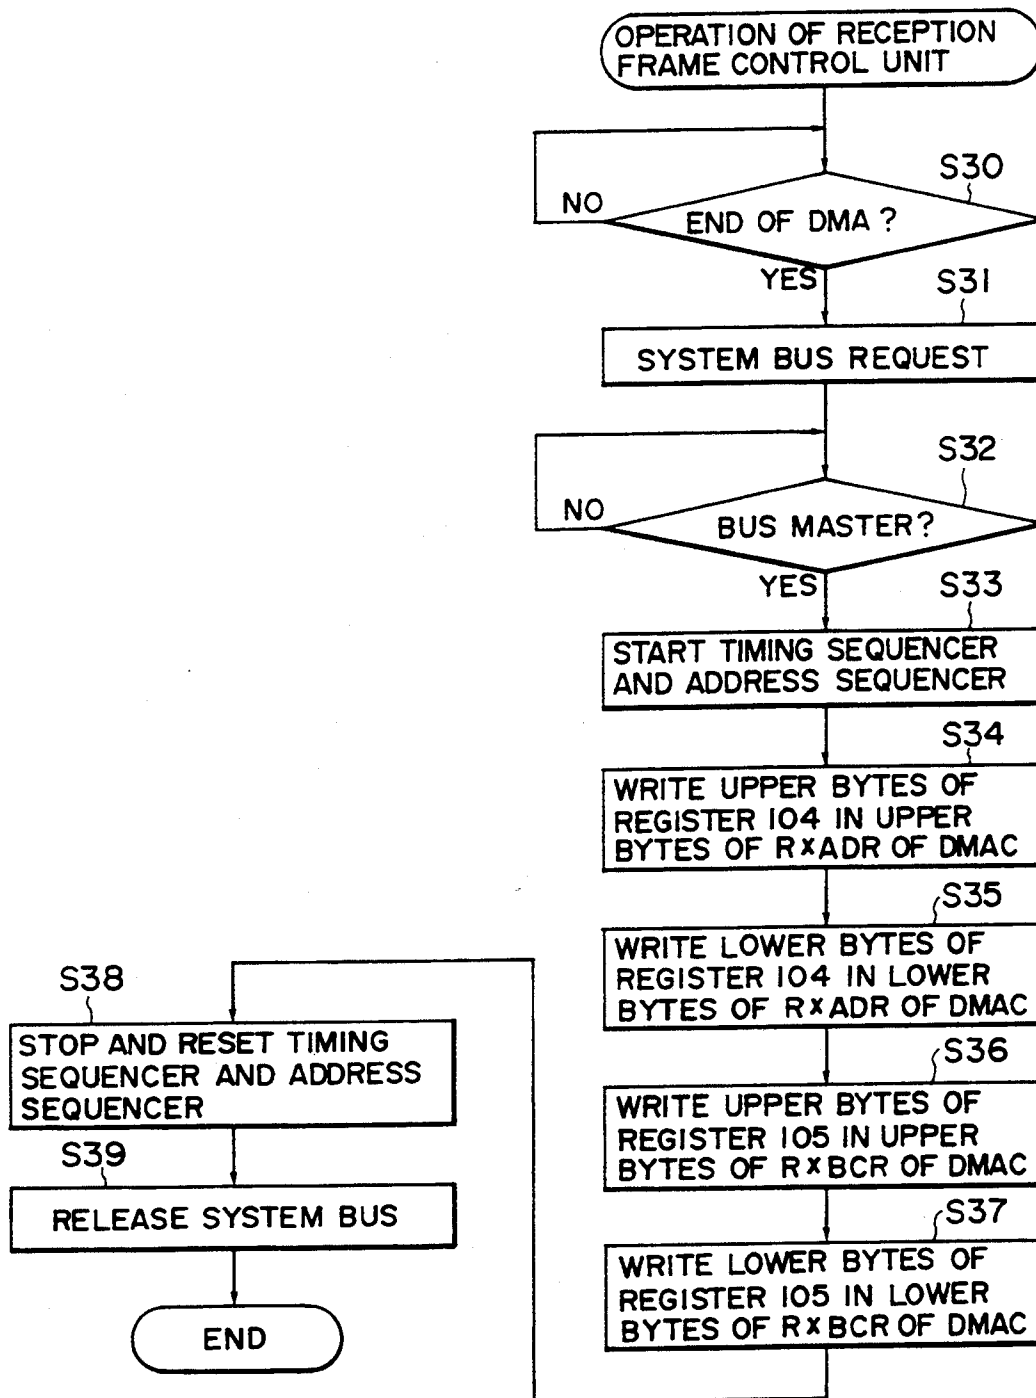 OPERATION OF RECEPTION
FRAME CONTROL UNIT
S30
NO
END OF DMA ?
YES
S31
SYSTEM BUS REQUEST
S32
NO
BUS MASTER?
YES
S33
START TIMING SEQUENCER
AND ADDRESS SEQUENCER
S34
WRITE UPPER BYTES OF
REGISTER 104 IN UPPER
BYTES OF R×ADR OF DMAC
S35
WRITE LOWER BYTES OF
REGISTER 104 IN LOWER
BYTES OF R×ADR OF DMAC
S36
WRITE UPPER BYTES OF
REGISTER 105 IN UPPER
BYTES OF R×BCR OF DMAC
S37
WRITE LOWER BYTES OF
REGISTER 105 IN LOWER
BYTES OF R×BCR OF DMAC
S38
STOP AND RESET TIMING
SEQUENCER AND ADDRESS
SEQUENCER
S39
RELEASE SYSTEM BUS
END